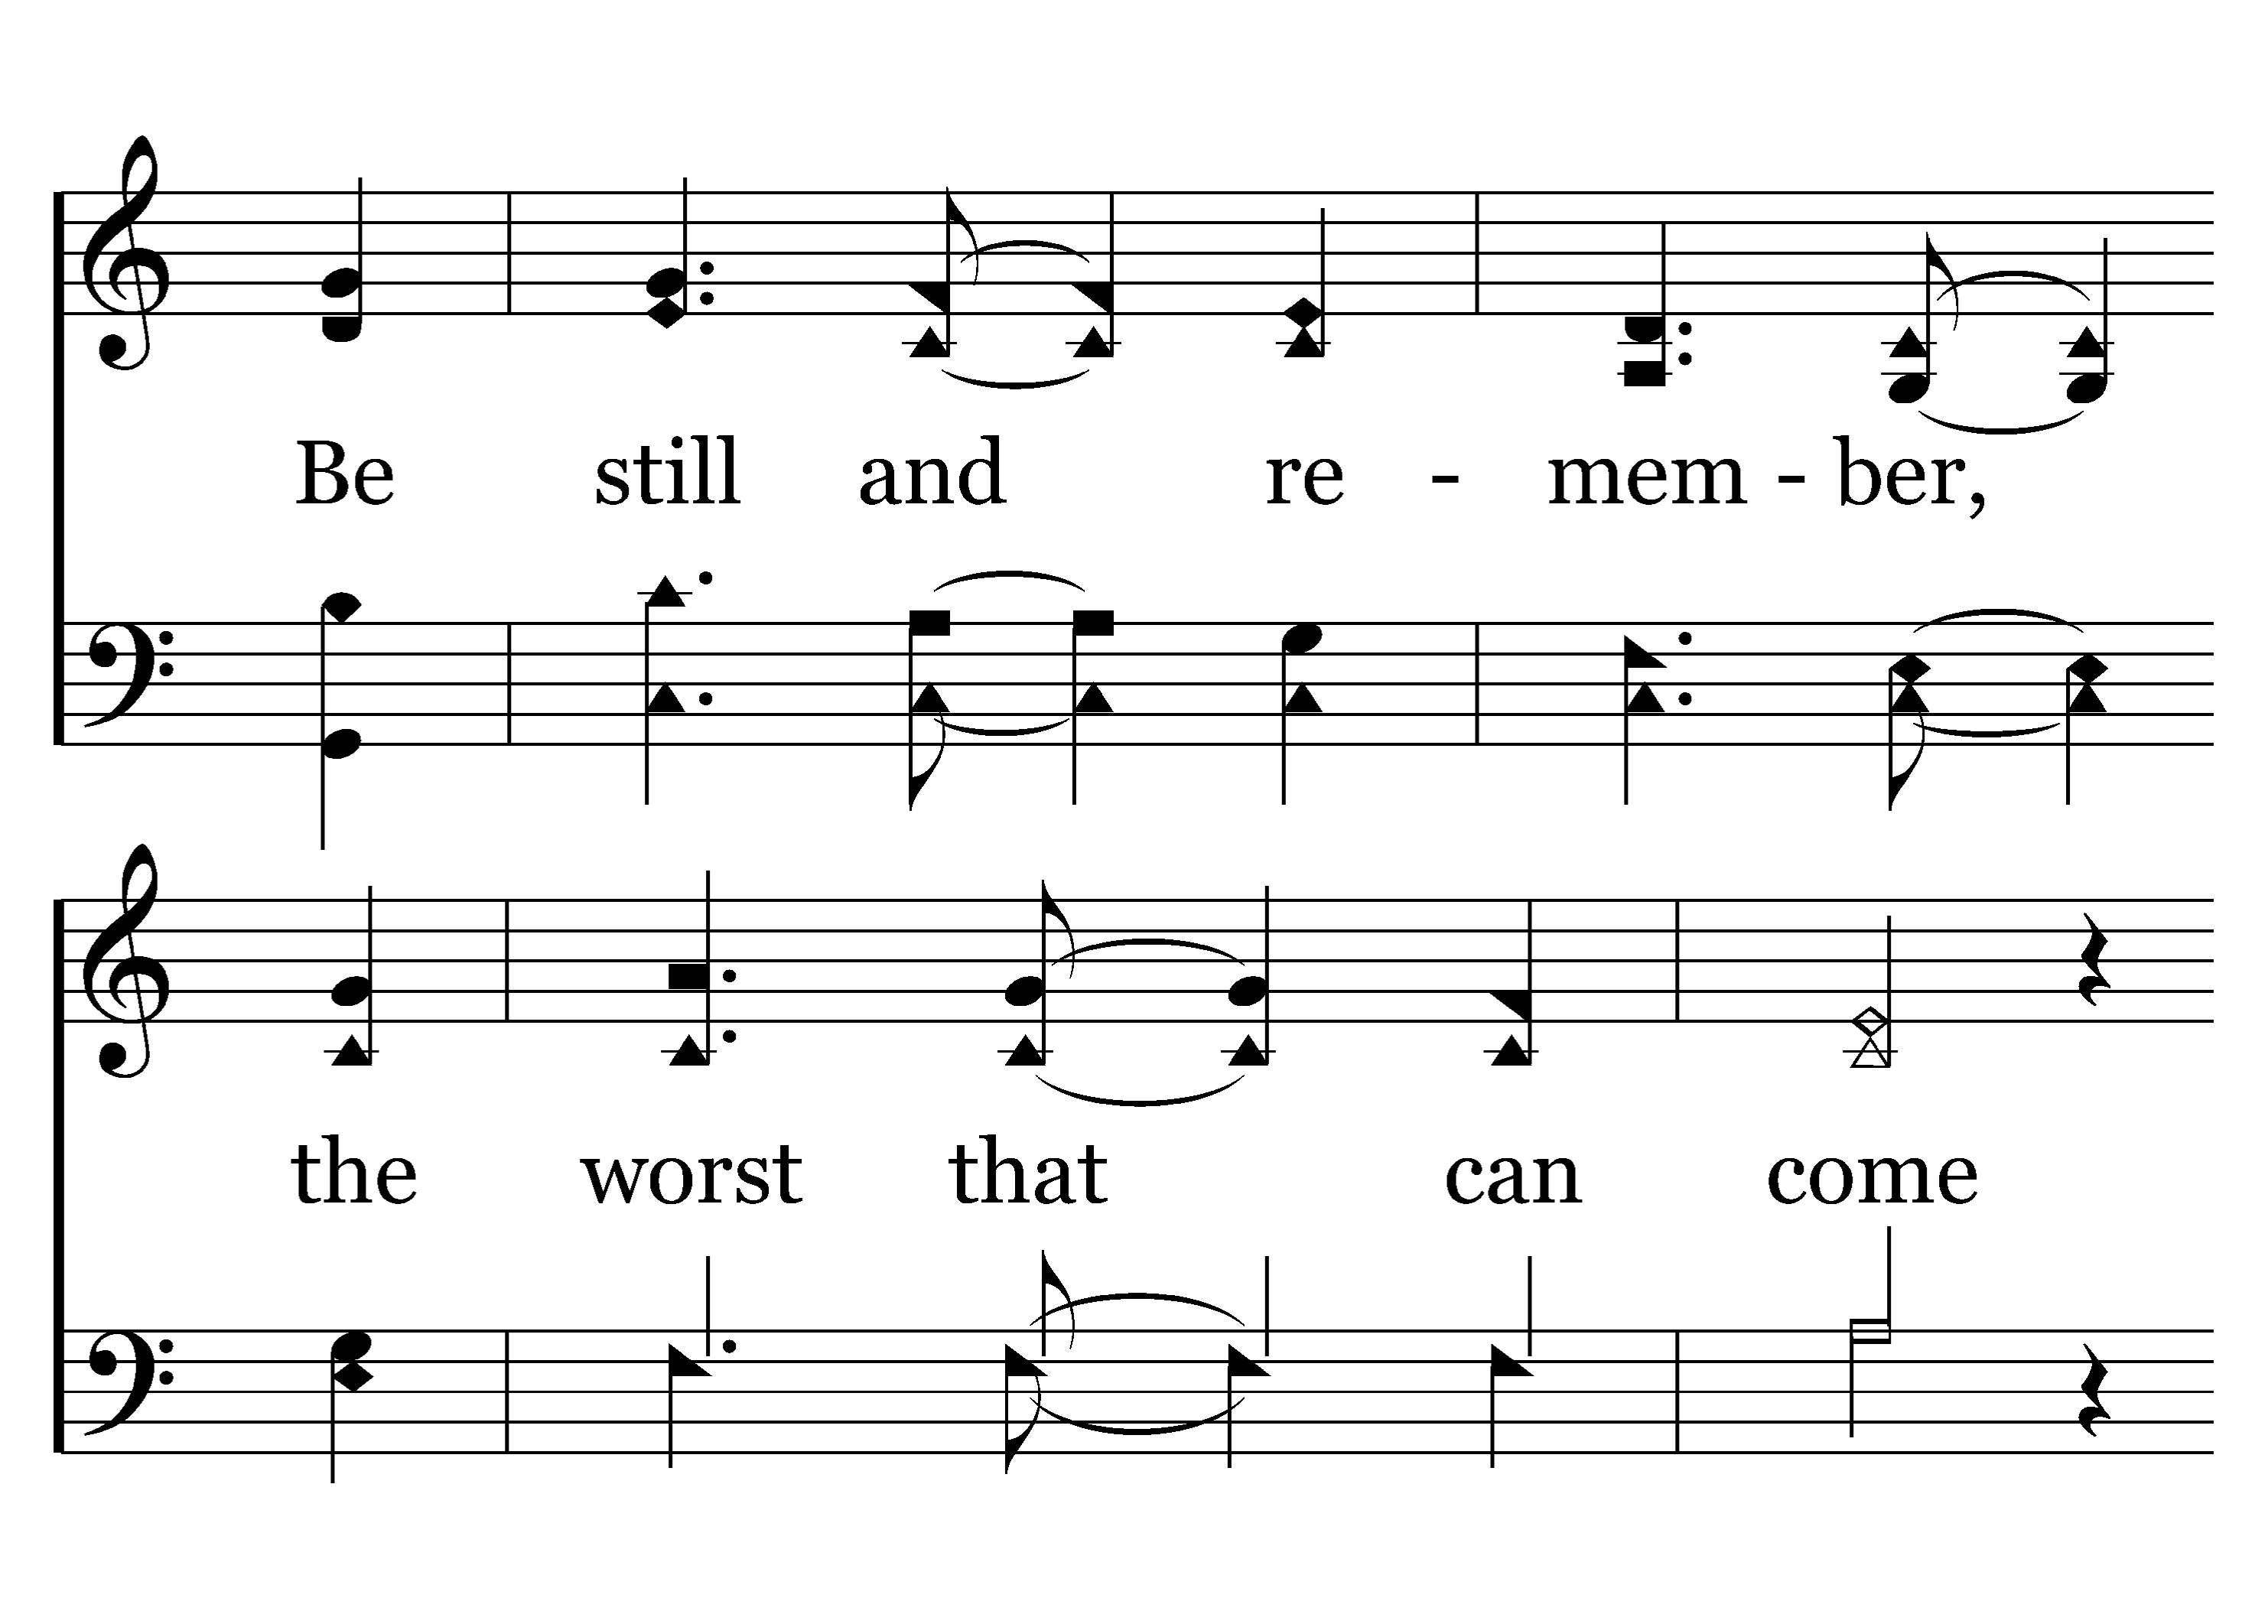 Be still and re - mem - ber,
the worst that can come